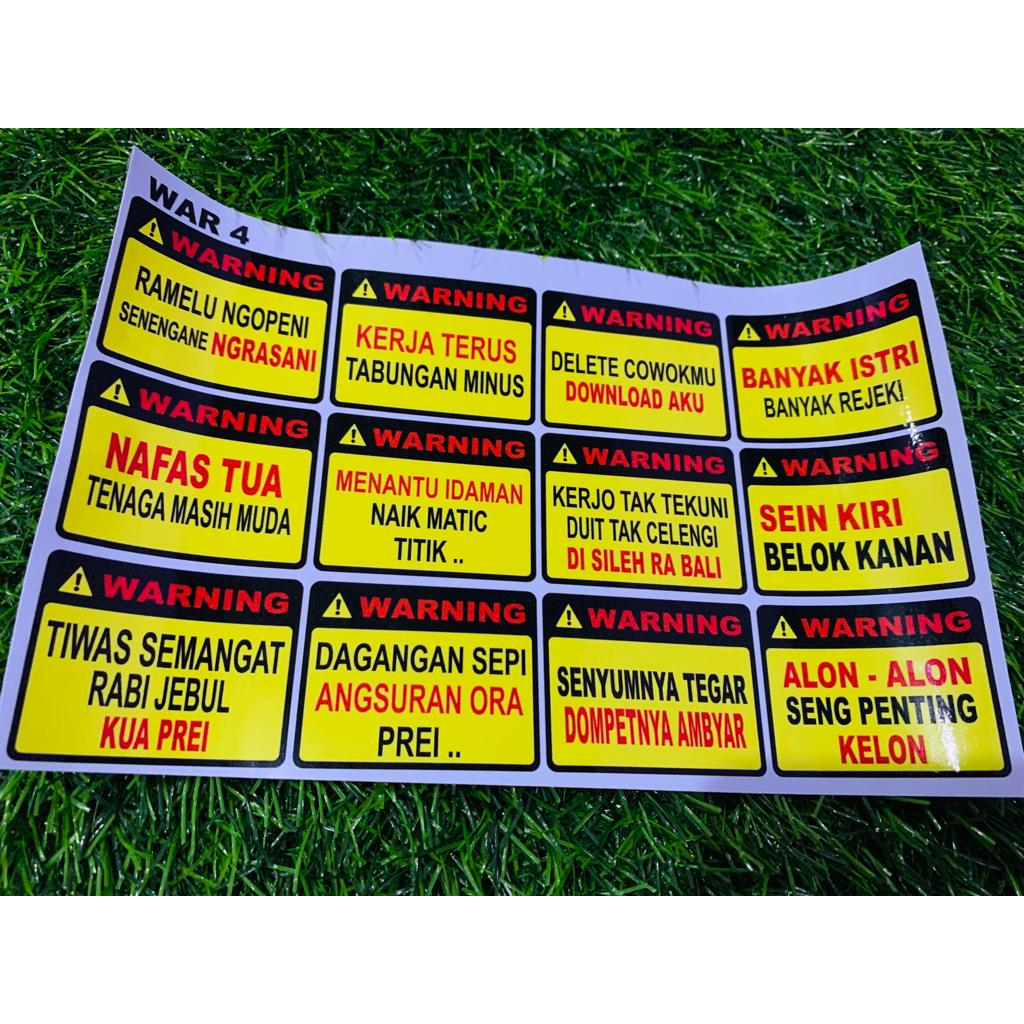 WAR 4
WARNING
RAMELU NGOPENI
SENENGANE NGRASANI
WARNING
KERJA TERUS
TABUNGAN MINUS
WARNING
DELETE COWOKMU
DOWNLOAD AKU
WARNING
BANYAK ISTRI
BANYAK REJEKI
WARNING
NAFAS TUA
TENAGA MASIH MUDA
WARNING
MENANTU IDAMAN
NAIK MATIC
TITIK ..
WARNING
KERJO TAK TEKUNI
DUIT TAK CELENGI
DI SILEH RA BALI
WARNING
SEIN KIRI
BELOK KANAN
WARNING
TIWAS SEMANGAT
RABI JEBUL
KUA PREI
WARNING
DAGANGAN SEPI
ANGSURAN ORA
PREI ..
WARNING
SENYUMNYA TEGAR
DOMPETNYA AMBYAR
WARNING
ALON - ALON
SENG PENTING
KELON